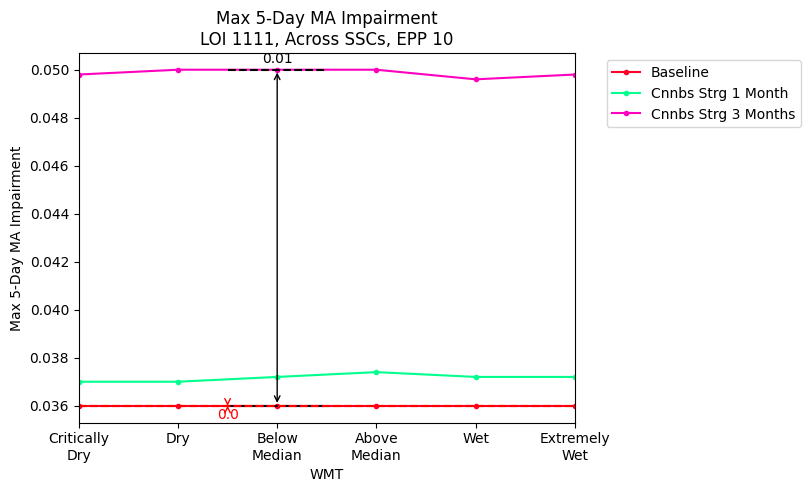 Max 5-Day MA Impairment
LOI 1111, Across SSCs, EPP 10
0.01
Baseline
Cnnbs Strg 1 Month
Cnnbs Strg 3 Months
Max 5-Day MA Impairment
0.050
0.048
0.046
0.044
0.042
0.040
0.038
0.036
0.0
Critically
Dry
Dry
Below
Median
Above
Median
Wet
Extremely
Wet
WMT